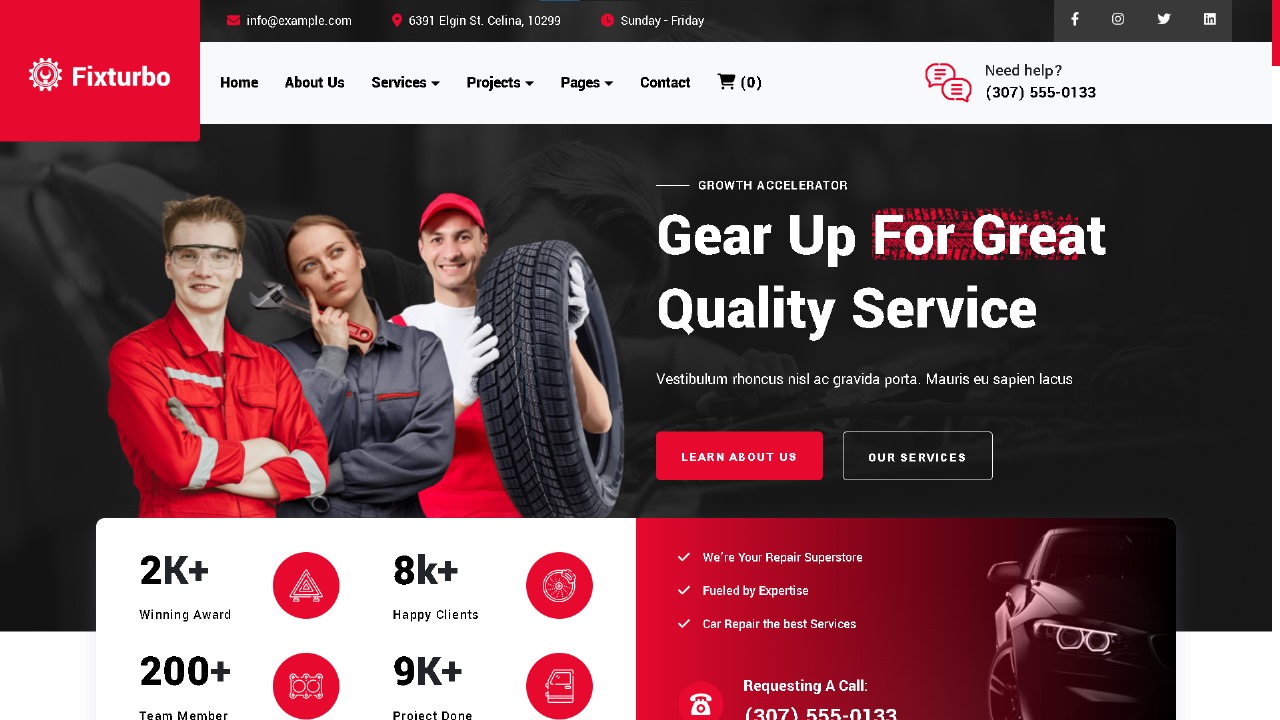 info@example.com
6391 Elgin St. Celina, 10299
Sunday - Friday
Fixturbo
Home
About Us
Services
Projects
Pages
Contact
(0)
Need help?
(307) 555-0133
GROWTH ACCELERATOR
Gear Up For Great
Quality Service
Vestibulum rhoncus nisl ac gravida porta. Mauris eu sapien lacus
LEARN ABOUT US
OUR SERVICES
2K+
Winning Award
8k+
Happy Clients
200+
Team Member
9K+
Project Done
We're Your Repair Superstore
Fueled by Expertise
Car Repair the best Services
Requesting A Call:
(307) 555-0133